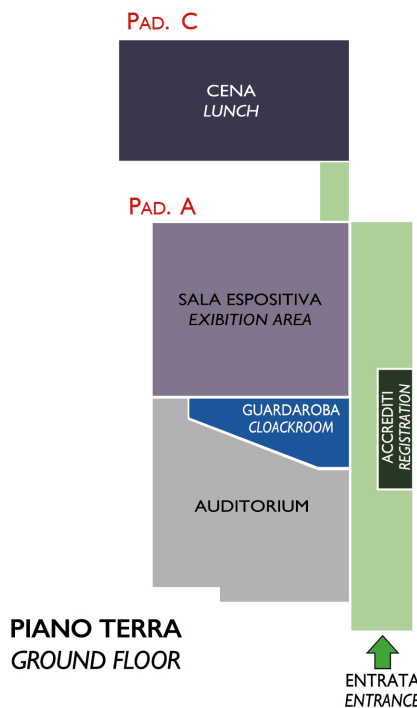 PAD. C
CENA
LUNCH
PAD. A
SALA ESPOSITIVA
EXIBITION AREA
GUARDAROBA
CLOACKROOM
ACCREDITI
REGISTRATION
AUDITORIUM
PIANO TERRA
GROUND FLOOR
ENTRATA
ENTRANCE